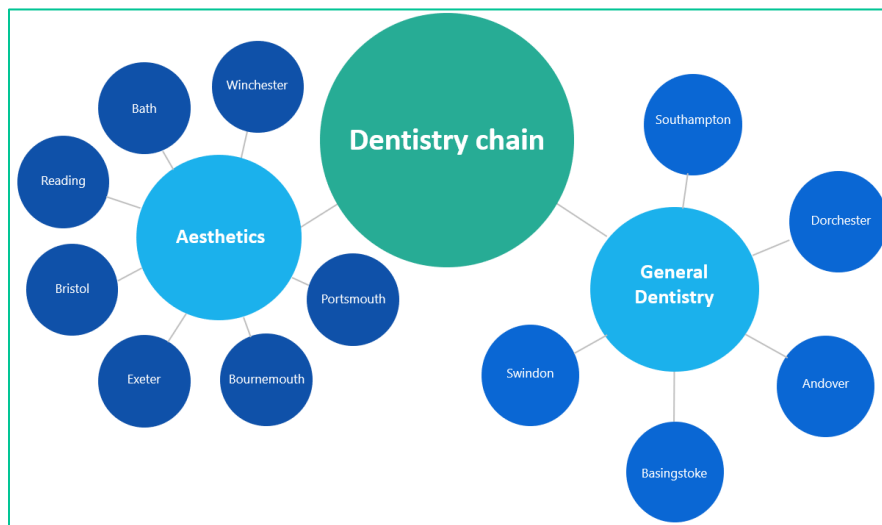 Dentistry chain
Aesthetics
Winchester
Bath
Reading
Bristol
Exeter
Bournemouth
Portsmouth
General
Dentistry
Southampton
Dorchester
Andover
Basingstoke
Swindon